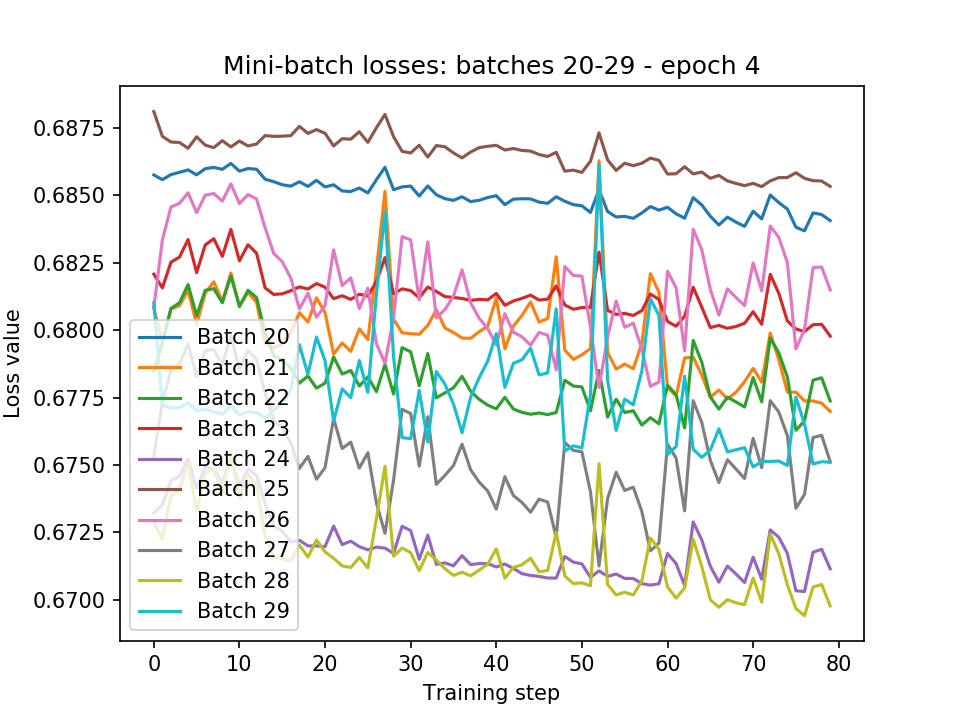 Mini-batch losses: batches 20-29 - epoch 4
0.6875
0.6850
0.6825
0.6800
0.6775
0.6750
0.6725
0.6700
Loss value
Batch 20
Batch 21
Batch 22
Batch 23
Batch 24
Batch 25
Batch 26
Batch 27
Batch 28
Batch 29
0 10 20 30 40 50 60 70 80
Training step